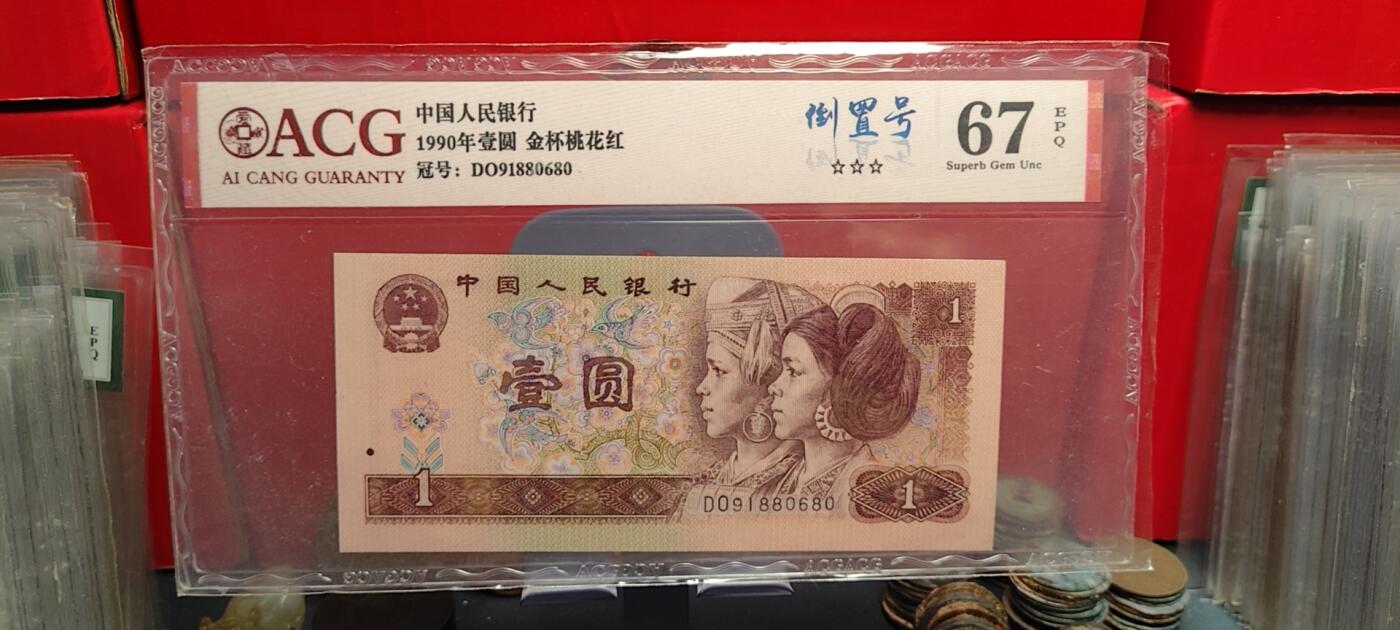 ACG
AI CANG GUARANTY
中国人民银行
1990年壹圆 金杯桃花红
冠号：DO91880680
倒置号
☆☆☆
67
Superb Gem Unc
EPQ
中国人民银行
1
壹圆
1
DO91880680
1
EPQ